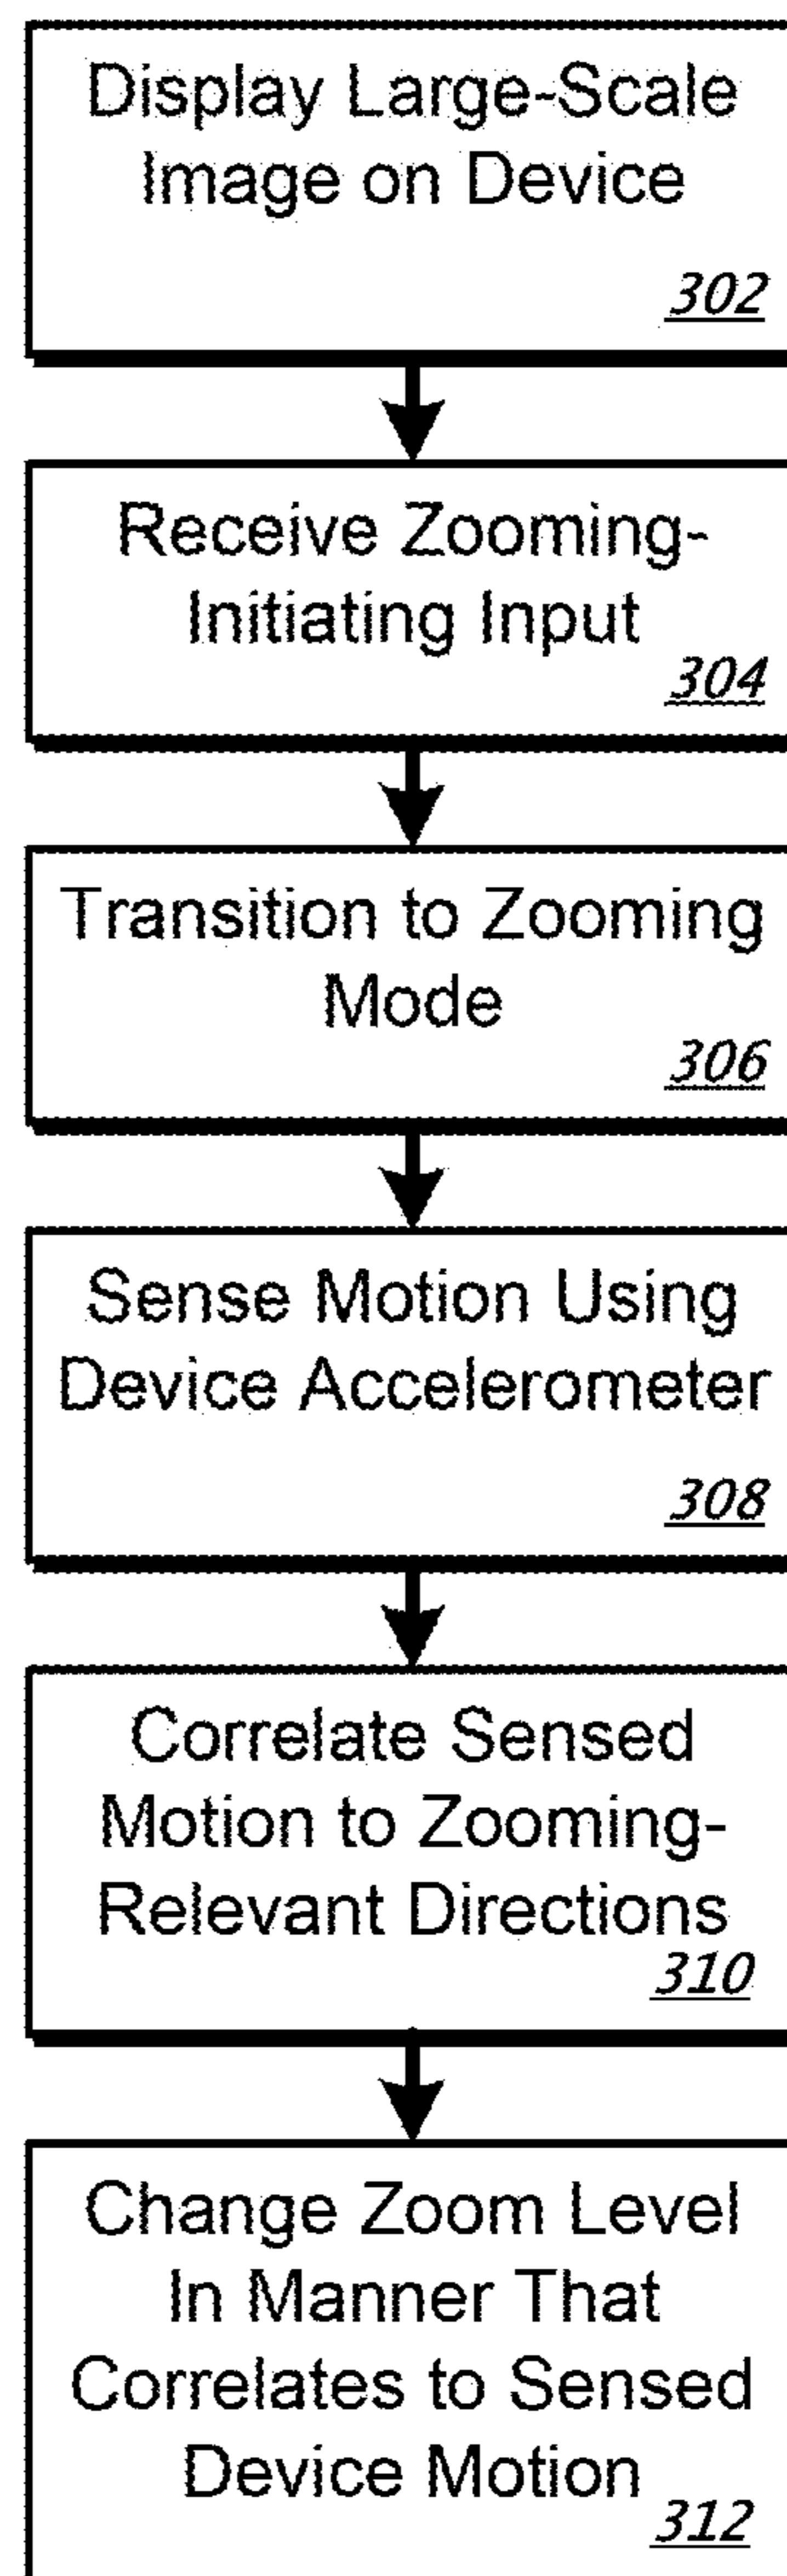 Display Large-Scale
Image on Device
302
Receive Zooming-
Initiating Input
304
Transition to Zooming
Mode
306
Sense Motion Using
Device Accelerometer
308
Correlate Sensed
Motion to Zooming-
Relevant Directions
310
Change Zoom Level
In Manner That
Correlates to Sensed
Device Motion
312